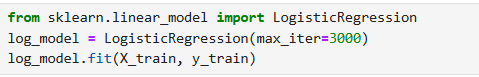 from sklearn.linear_model import LogisticRegression
log_model = LogisticRegression(max_iter=3000)
log_model.fit(X_train, y_train)